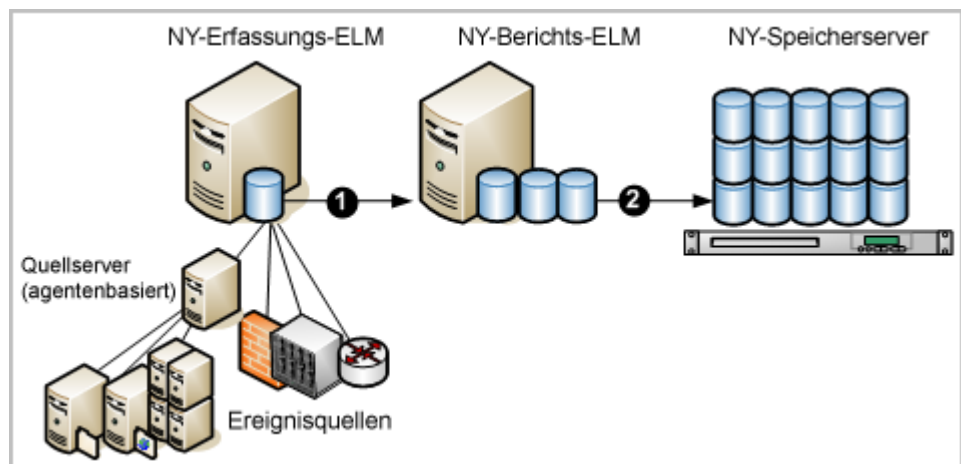 NY-Erfassungs-ELM
NY-Berichts-ELM
NY-Speicherserver
1
2
Quellserver
(agentenbasiert)
Ereignisquellen